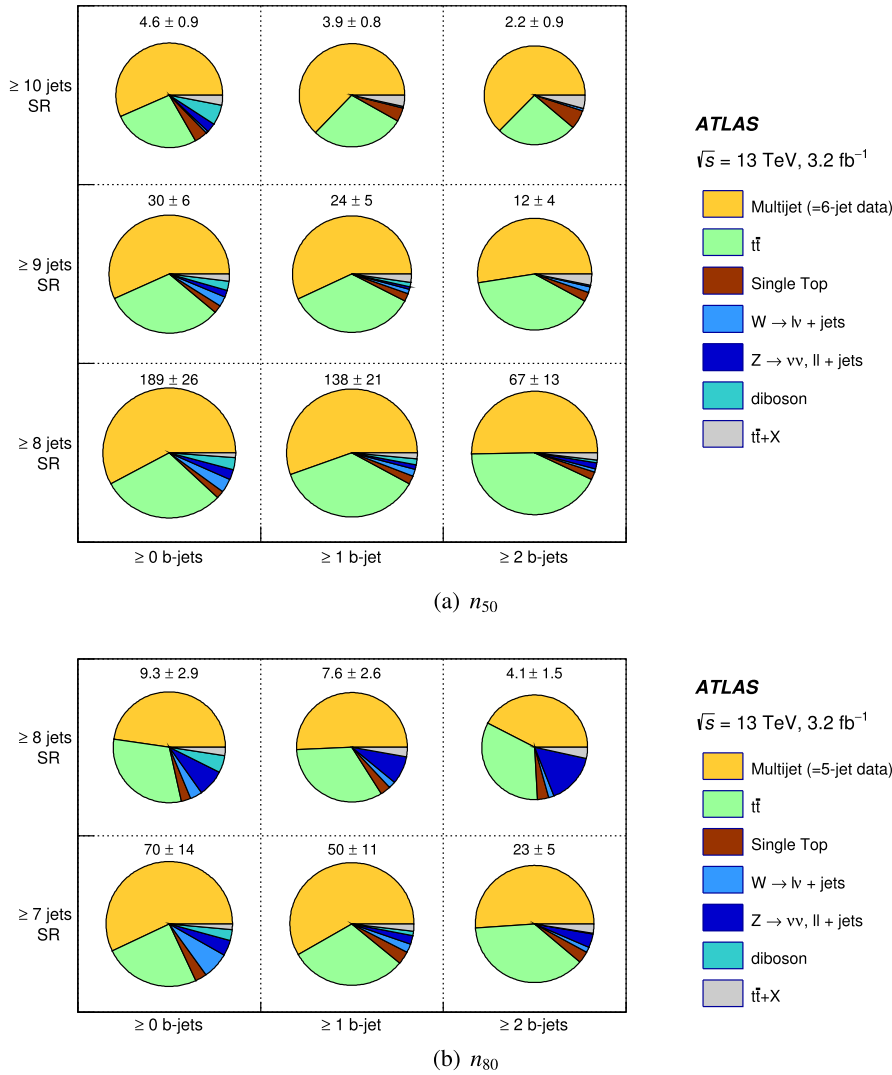 4.6 ± 0.9 3.9 ± 0.8 2.2 ± 0.9
≥ 10 jets
SR
30 ± 6 24 ± 5 12 ± 4
≥ 9 jets
SR
189 ± 26 138 ± 21 67 ± 13
≥ 8 jets
SR
≥ 0 b-jets ≥ 1 b-jet ≥ 2 b-jets
ATLAS
√s = 13 TeV, 3.2 fb⁻¹
Multijet (=6-jet data)
tt̄
Single Top
W → lν + jets
Z → νν, ll + jets
diboson
tt̄+X
(a) n₅₀
9.3 ± 2.9 7.6 ± 2.6 4.1 ± 1.5
≥ 8 jets
SR
70 ± 14 50 ± 11 23 ± 5
≥ 7 jets
SR
≥ 0 b-jets ≥ 1 b-jet ≥ 2 b-jets
ATLAS
√s = 13 TeV, 3.2 fb⁻¹
Multijet (=5-jet data)
tt̄
Single Top
W → lν + jets
Z → νν, ll + jets
diboson
tt̄+X
(b) n₈₀